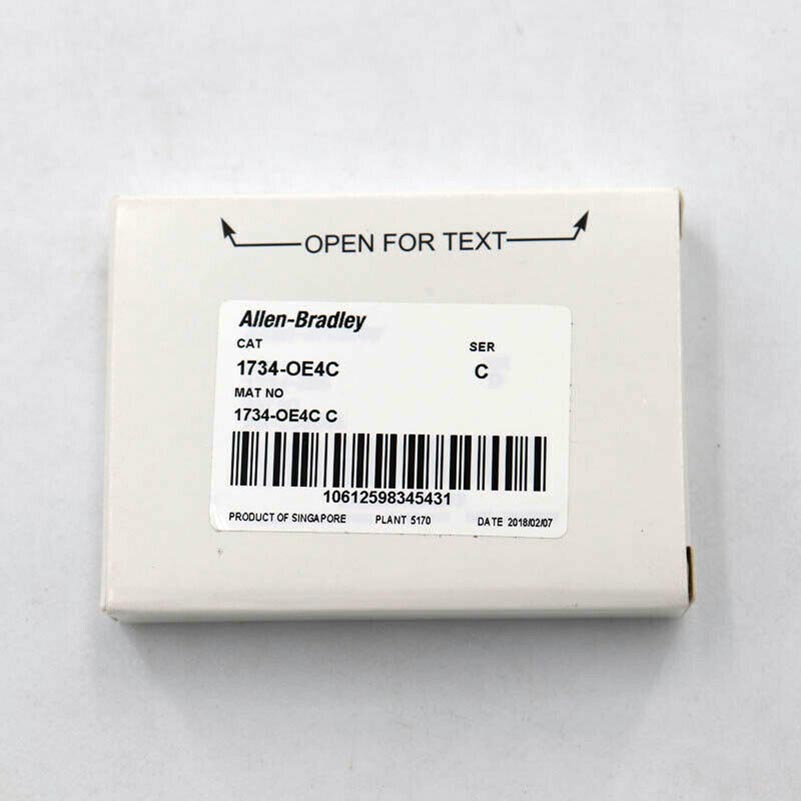 OPEN FOR TEXT
Allen-Bradley
CAT SER
1734-OE4C C
MAT NO
1734-OE4C C
10612598345431
PRODUCT OF SINGAPORE PLANT 5170 DATE 2018/02/07